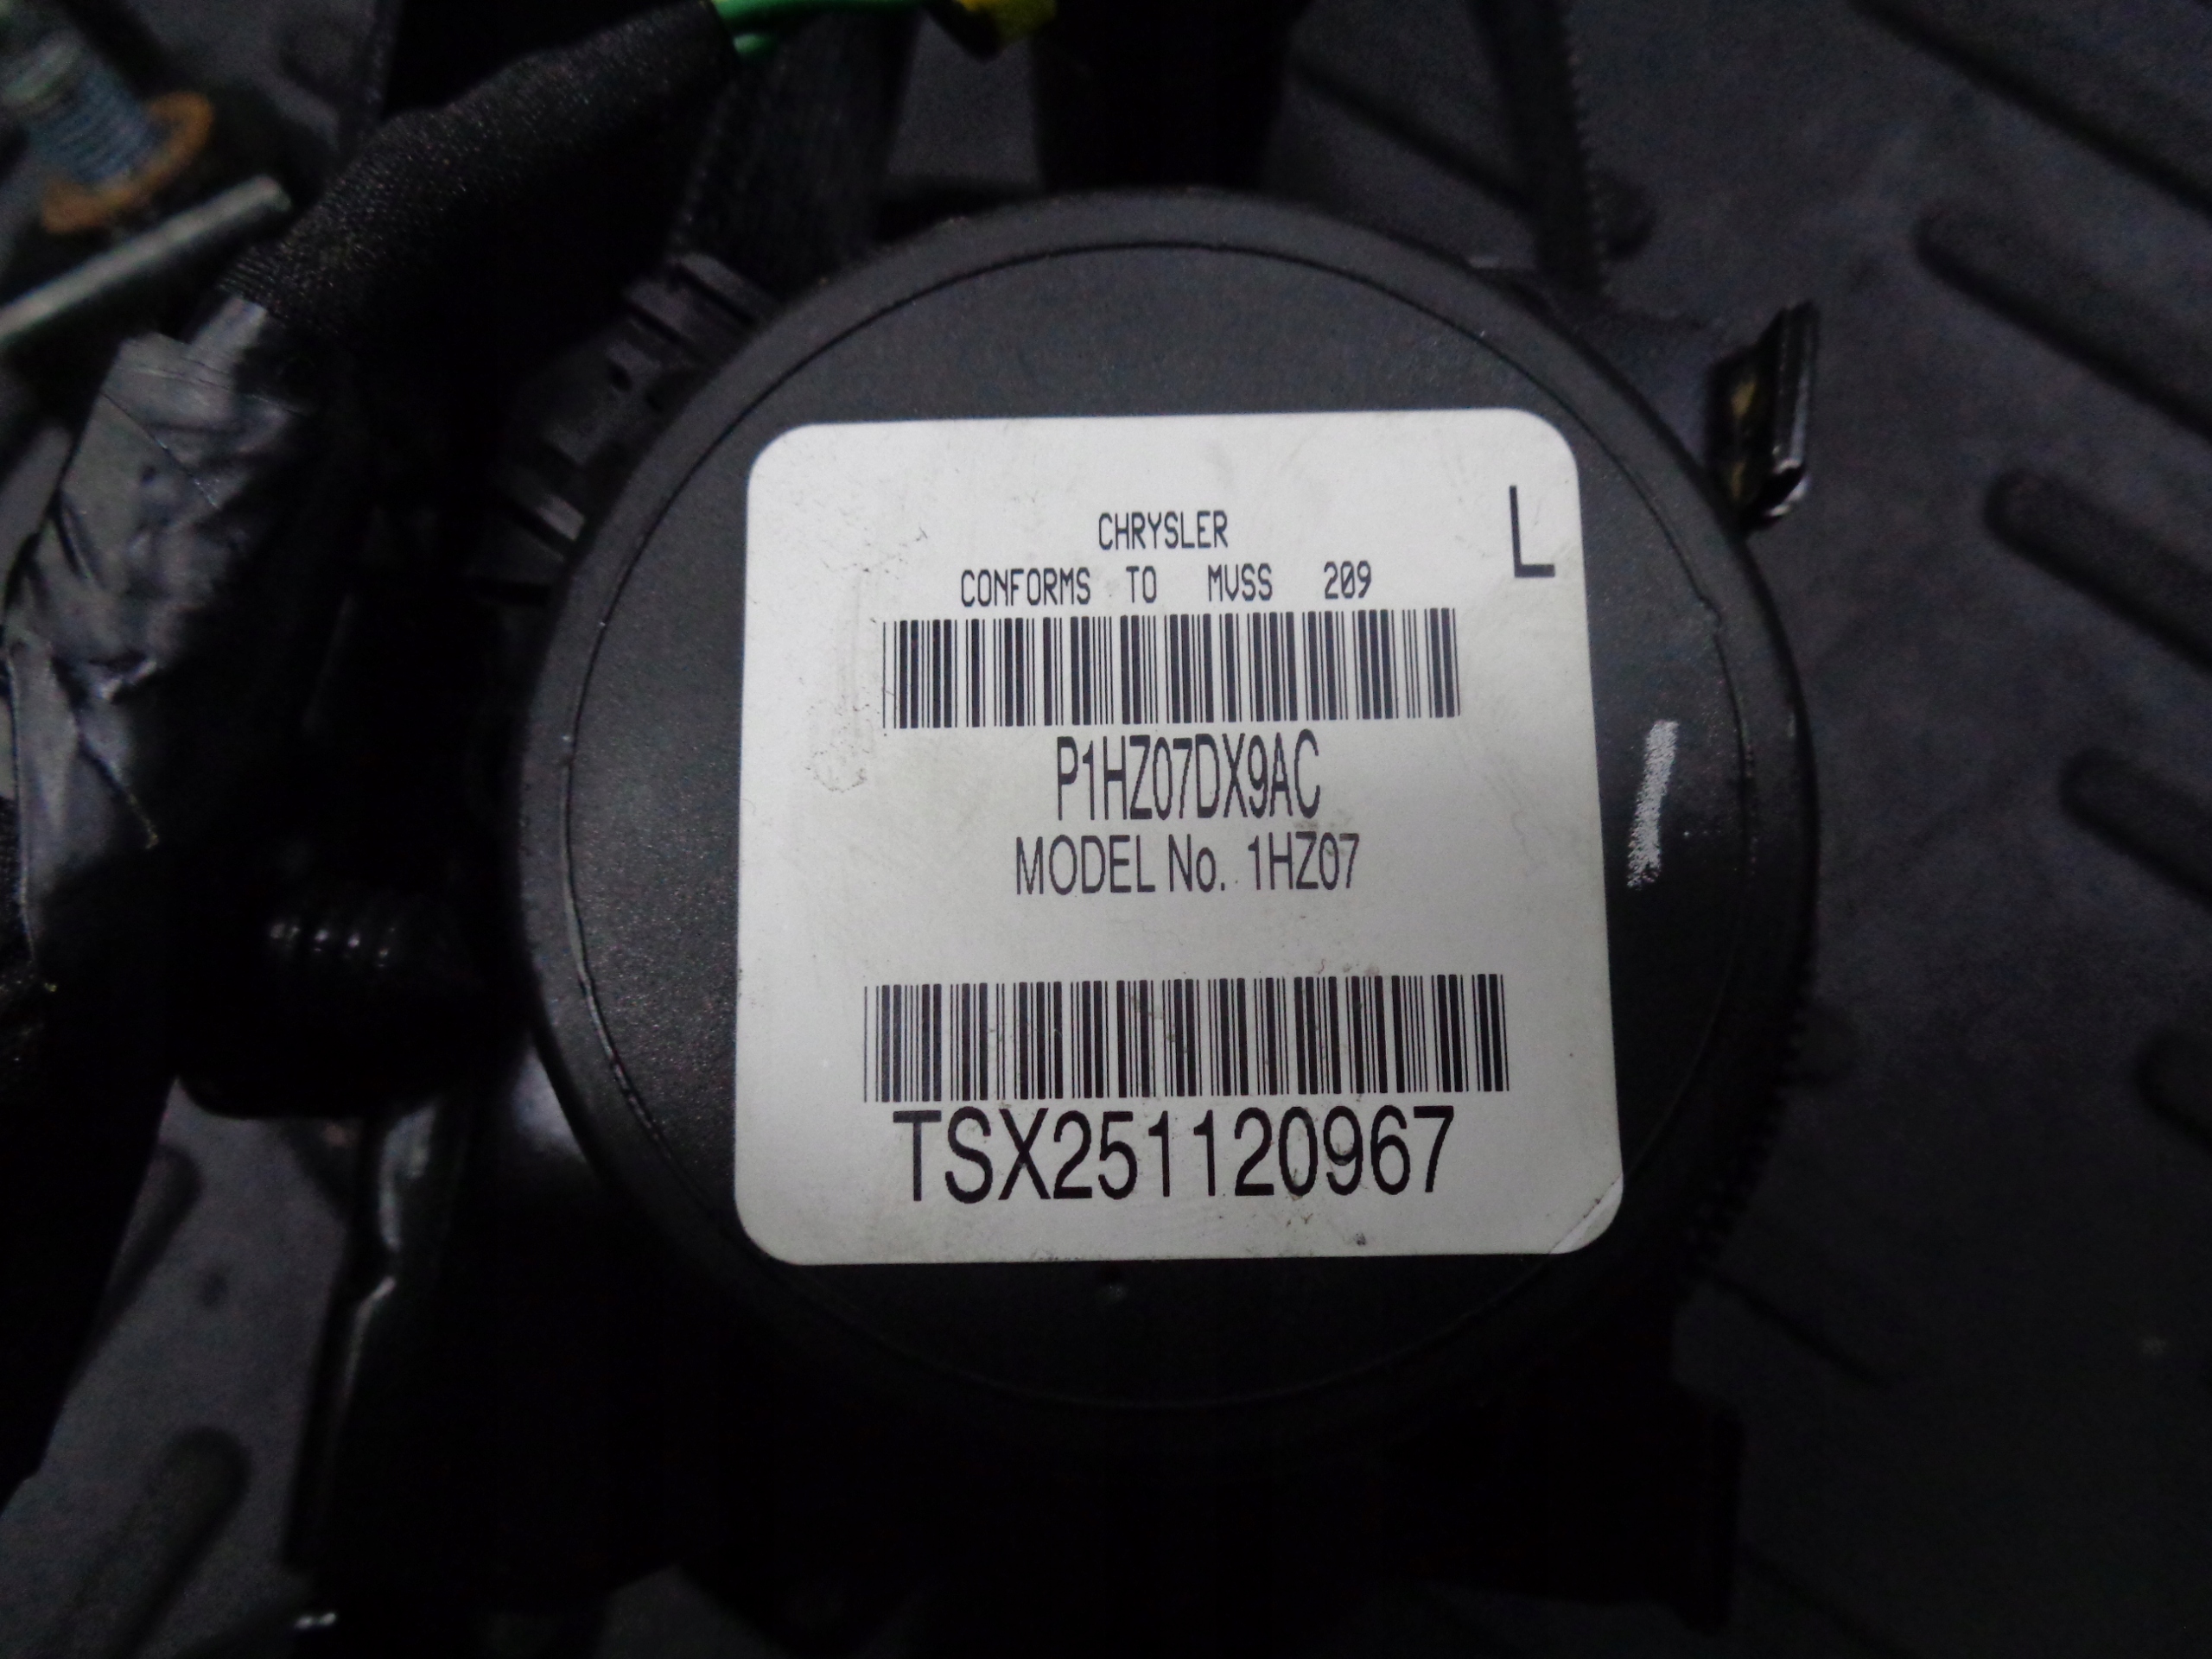 CHRYSLER
L
CONFORMS TO MVSS 209
P1HZ07DX9AC
MODEL No. 1HZ07
TSX251120967